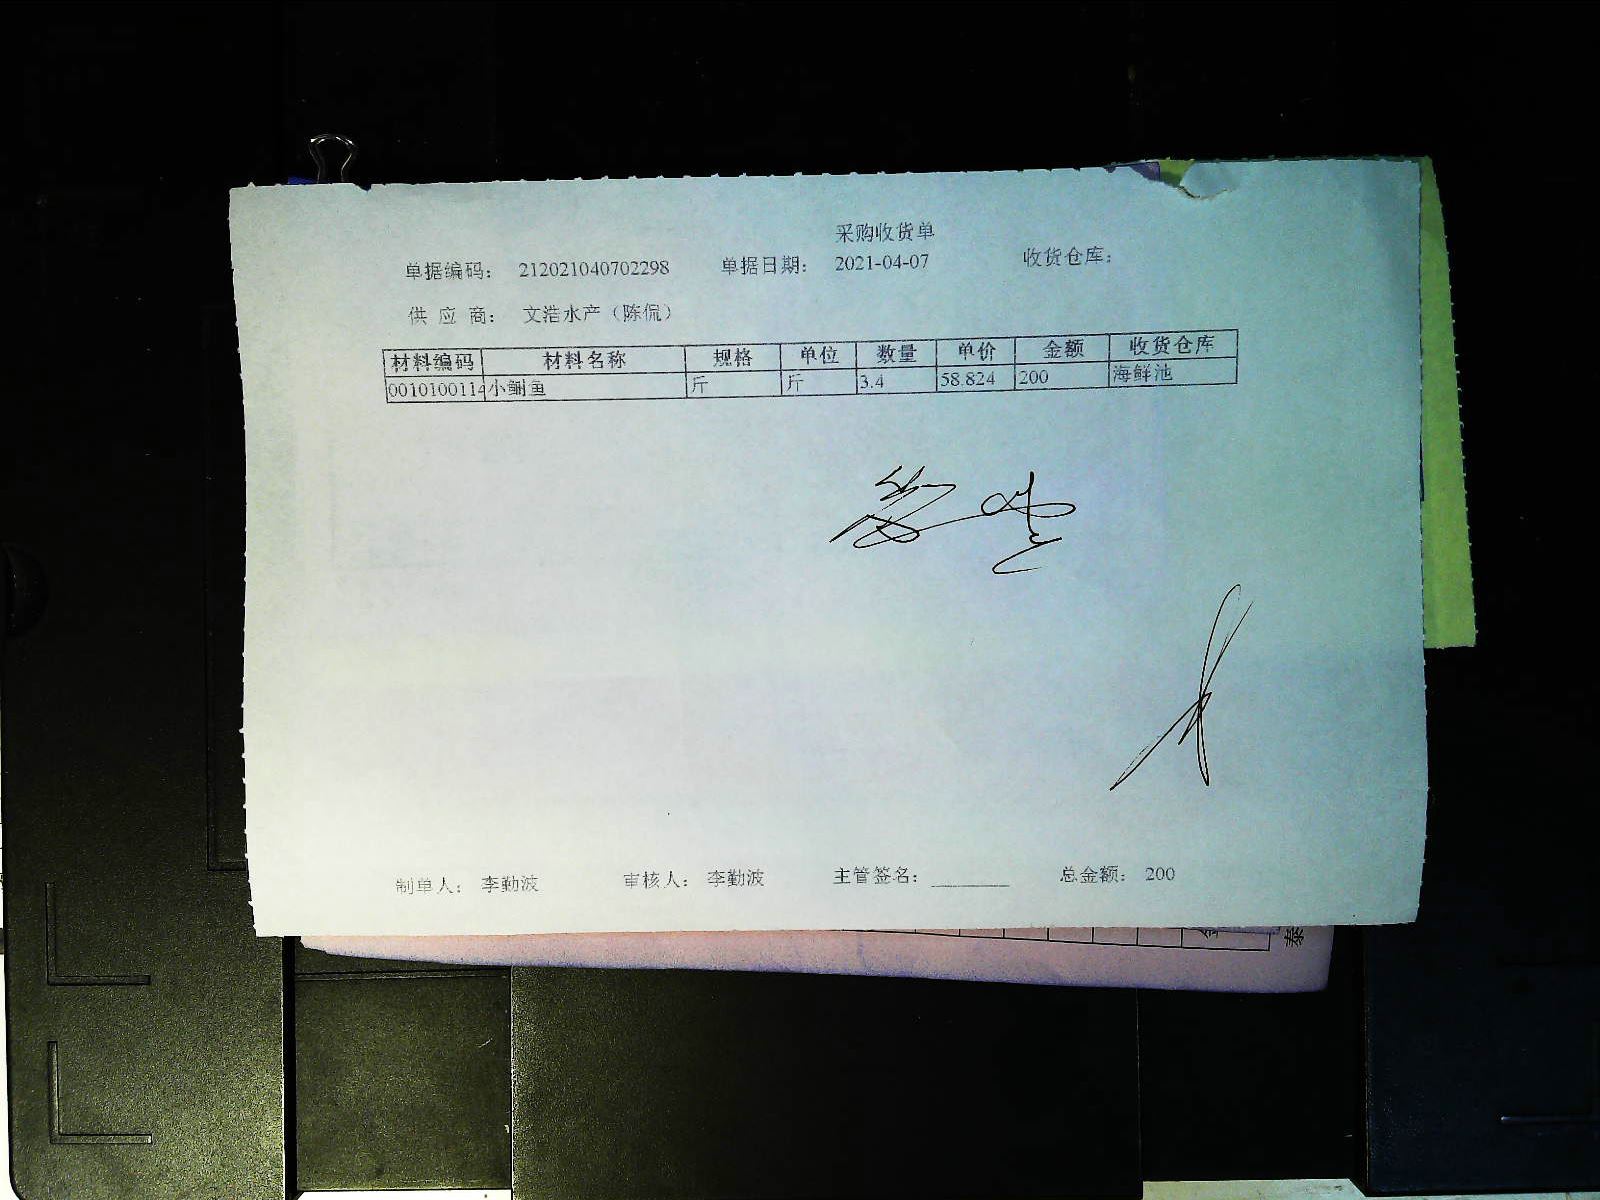 采购收货单
单据编码： 212021040702298 单据日期： 2021-04-07 收货仓库：
供 应 商： 文浩水产（陈侃）
材料编码 材料名称 规格 单位 数量 单价 金额 收货仓库
0010100114 小鮰鱼 斤 斤 3.4 58.824 200 海鲜池
制单人： 李勤波 审核人： 李勤波 主管签名： 总金额： 200
泰